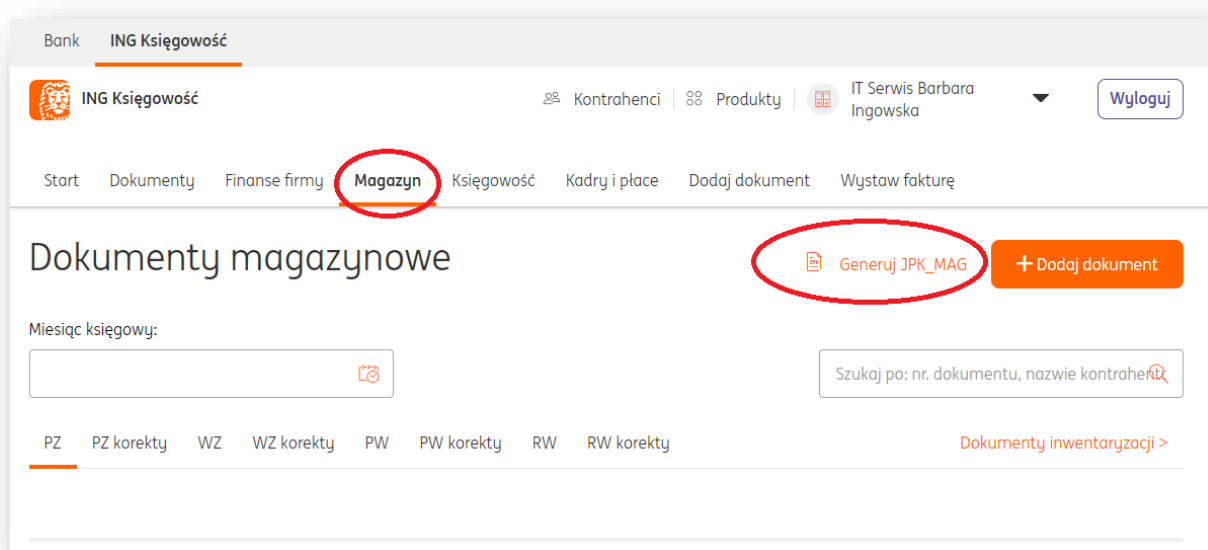 Bank ING Księgowość
ING Księgowość Kontrahenci Produkty IT Serwis Barbara Ingowska Wyloguj
Start Dokumenty Finanse firmy Magazyn Księgowość Kadry i płace Dodaj dokument Wystaw fakturę
Dokumenty magazynowe JPK Generuj JPK_MAG + Dodaj dokument
Miesiąc księgowy:
Szukaj po: nr. dokumentu, nazwie kontrahenta
PZ PZ korekty WZ WZ korekty PW PW korekty RW RW korekty Dokumenty inwentaryzacji >